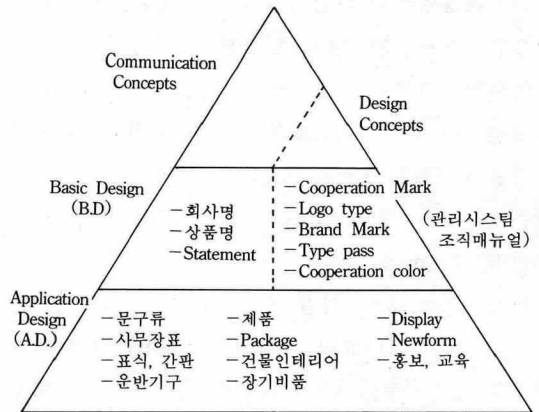 Communication
Concepts
Design
Concepts
Basic Design
(B.D)
－회사명
－상품명
－Statement
－Cooperation Mark
－Logo type
－Brand Mark
－Type pass
－Cooperation color
(관리시스팀
조직매뉴얼)
Application
Design
(A.D.)
－문구류
－사무장표
－표식, 간판
－운반기구
－제품
－Package
－건물인테리어
－장기비품
－Display
－Newform
－홍보, 교육